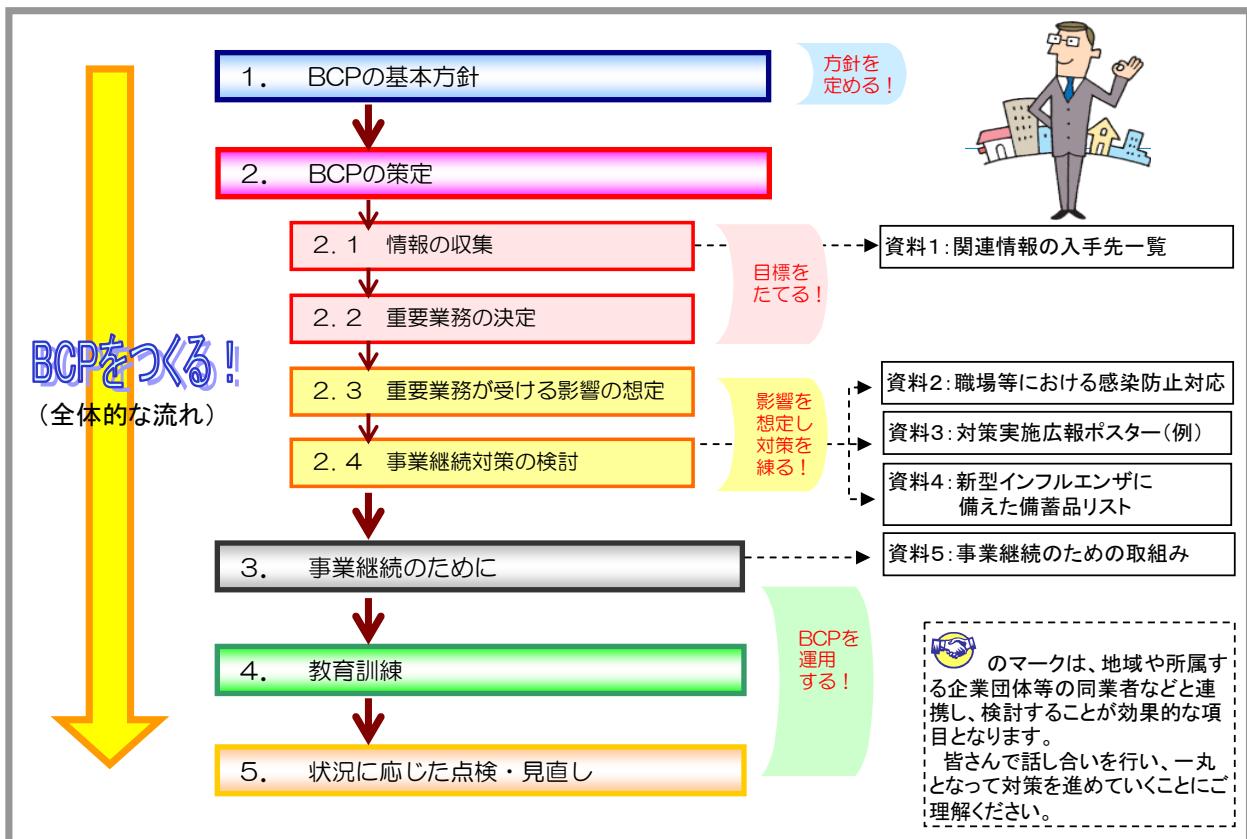 1. BCPの基本方針
方針を
定める!
2. BCPの策定
2.1 情報の収集
資料1:関連情報の入手先一覧
目標を
たてる!
2.2 重要業務の決定
BCPをつくる!
(全体的な流れ)
2.3 重要業務が受ける影響の想定
影響を
想定し
対策を
練る!
資料2:職場等における感染防止対応
資料3:対策実施広報ポスター(例)
2.4 事業継続対策の検討
資料4:新型インフルエンザに
備えた備蓄品リスト
3. 事業継続のために
資料5:事業継続のための取組み
BCPを
運用
する!
4. 教育訓練
5. 状況に応じた点検・見直し
のマークは、地域や所属す
る企業団体等の同業者などと連
携し、検討することが効果的な項
目となります。
皆さんで話し合いを行い、一丸
となって対策を進めていくことにご
理解ください。